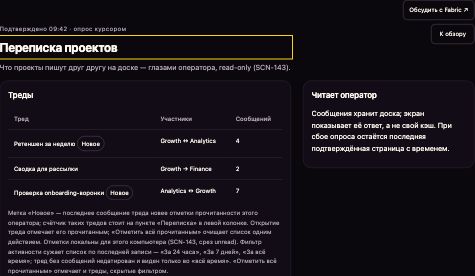 Обсудить с Fabric ↗
К обзору
Подтверждено 09:42 · опрос курсором
Переписка проектов
Что проекты пишут друг другу на доске — глазами оператора, read-only (SCN-143).
Треды
Тред Участники Сообщений
Ретеншен за неделю Новое Growth ↔ Analytics 4
Сводка для рассылки Growth → Finance 2
Проверка onboarding-воронки Новое Analytics ↔ Growth 7
Метка «Новое» — последнее сообщение треда новее отметки прочитанности этого
оператора; счётчик таких тредов стоит на пункте «Переписка» в левой колонке. Открытие
треда отмечает его прочитанным; «Отметить всё прочитанным» очищает список одним
действием. Отметки локальны для этого компьютера (SCN-143, срез unread). Фильтр
активности сужает список по последней записи — «За 24 часа», «За 7 дней», «За всё
время»; тред без сообщений недатирован и виден только во «всё время». «Отметить всё
прочитанным» отмечает и треды, скрытые фильтром.
Читает оператор
Сообщения хранит доска; экран
показывает её ответ, а не свой кэш. При
сбое опроса остаётся последняя
подтверждённая страница с временем.